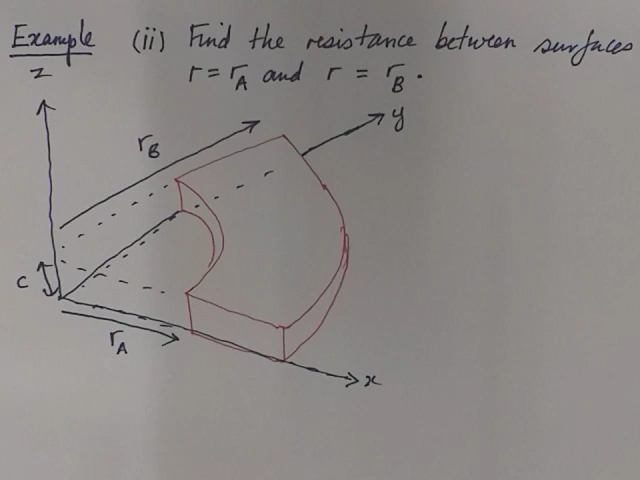 Example (ii) Find the resistance between surfaces
r = r_A and r = r_B.
z
y
r_B
c
r_A
x